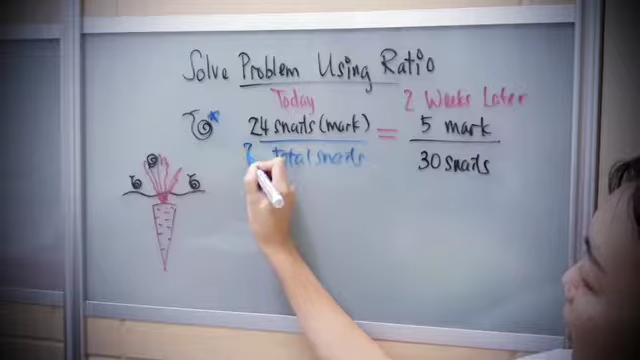 Solve Problem Using Ratio
Today
2 Weeks Later
24 snails (mark) = 5 mark
? total snails
30 snails